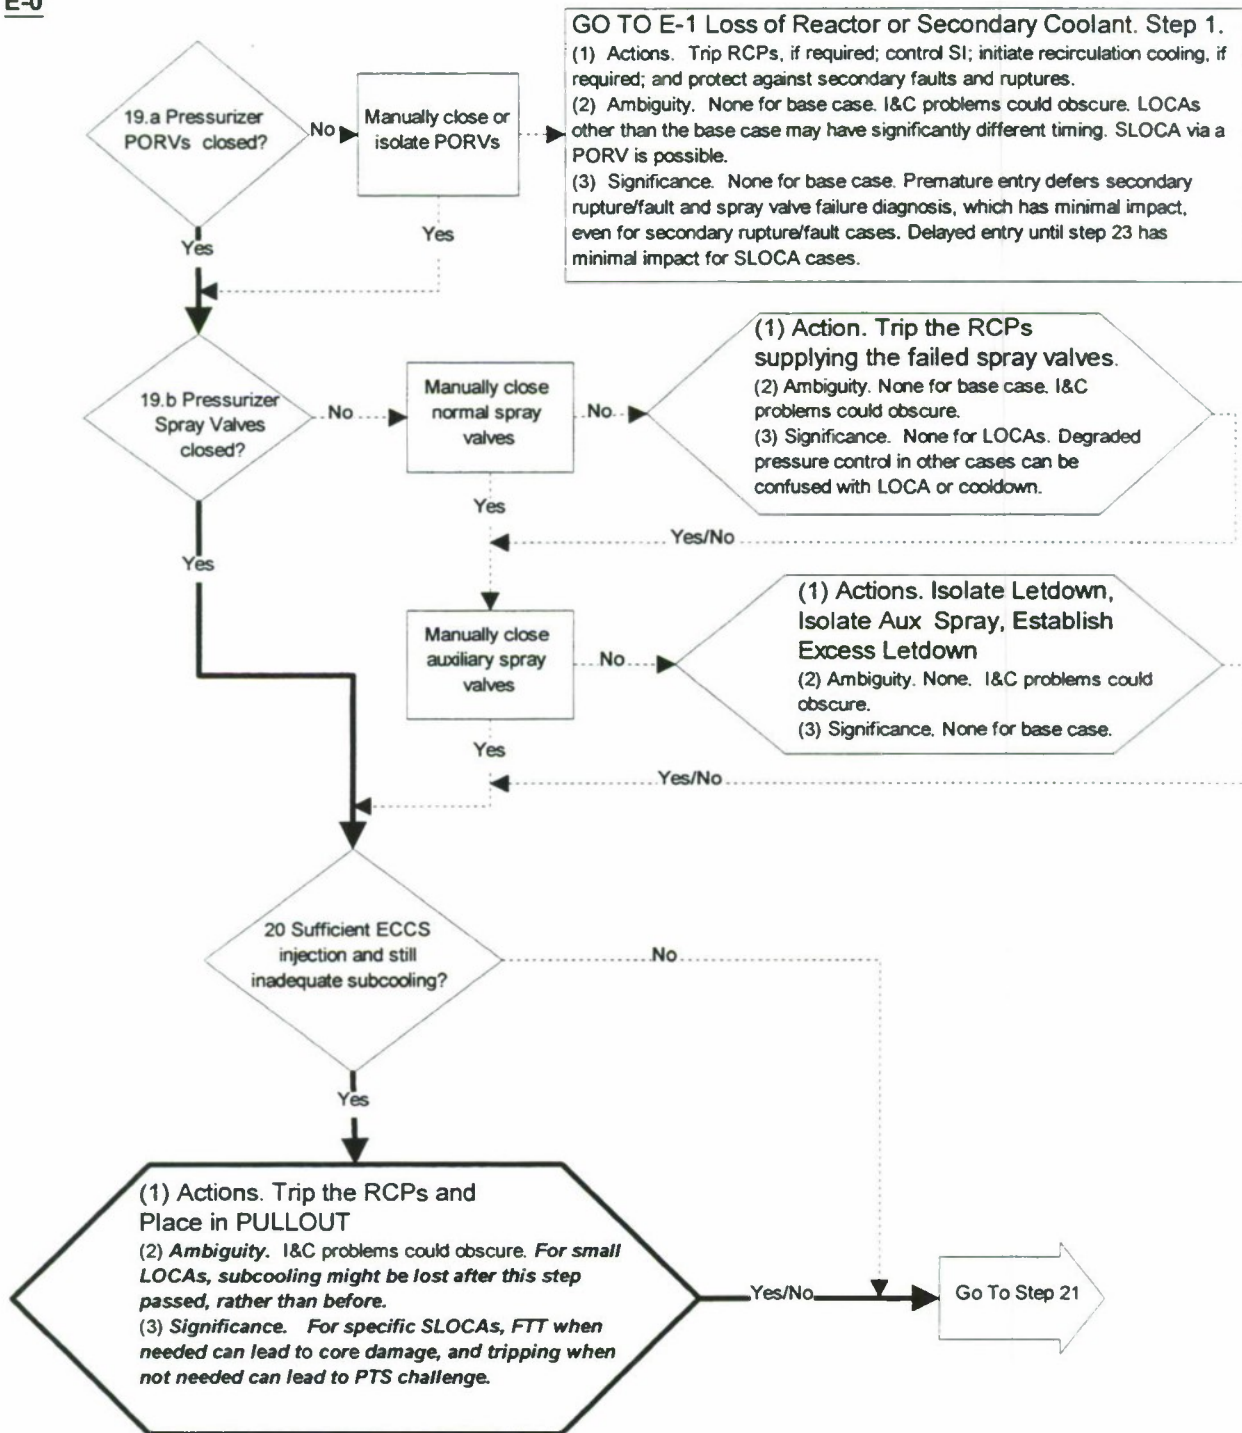 E-0
GO TO E-1 Loss of Reactor or Secondary Coolant. Step 1.
(1) Actions. Trip RCPs, if required; control SI; initiate recirculation cooling, if
required; and protect against secondary faults and ruptures.
(2) Ambiguity. None for base case. I&C problems could obscure. LOCAs
other than the base case may have significantly different timing. SLOCA via a
PORV is possible.
(3) Significance. None for base case. Premature entry defers secondary
rupture/fault and spray valve failure diagnosis, which has minimal impact,
even for secondary rupture/fault cases. Delayed entry until step 23 has
minimal impact for SLOCA cases.
19.a Pressurizer
PORVs closed?
No
Manually close or
isolate PORVs
Yes
Yes
19.b Pressurizer
Spray Valves
closed?
No
Manually close
normal spray
valves
No
(1) Action. Trip the RCPs
supplying the failed spray valves.
(2) Ambiguity. None for base case. I&C
problems could obscure.
(3) Significance. None for LOCAs. Degraded
pressure control in other cases can be
confused with LOCA or cooldown.
Yes
Yes/No
Yes
Manually close
auxiliary spray
valves
No
(1) Actions. Isolate Letdown,
Isolate Aux Spray, Establish
Excess Letdown
(2) Ambiguity. None. I&C problems could
obscure.
(3) Significance. None for base case.
Yes
Yes/No
20 Sufficient ECCS
injection and still
inadequate subcooling?
No
Yes
(1) Actions. Trip the RCPs and
Place in PULLOUT
(2) Ambiguity. I&C problems could obscure. For small
LOCAs, subcooling might be lost after this step
passed, rather than before.
(3) Significance. For specific SLOCAs, FTT when
needed can lead to core damage, and tripping when
not needed can lead to PTS challenge.
Yes/No
Go To Step 21